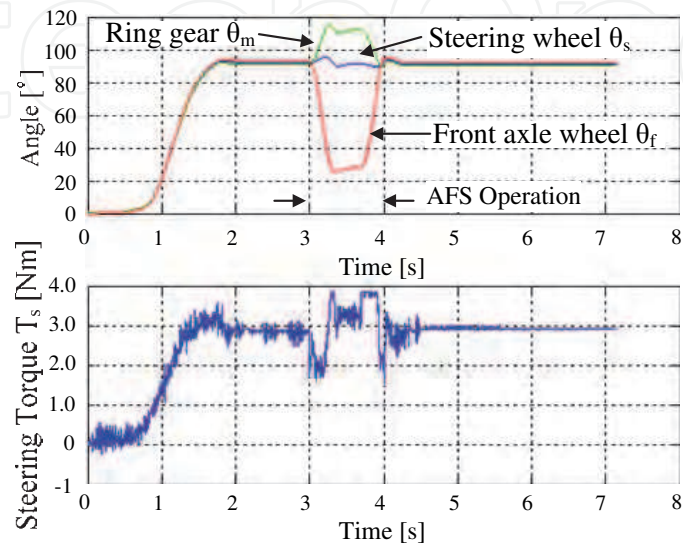 120
100
80
60
40
20
0
Angle [°]
Ring gear θm
Steering wheel θs
Front axle wheel θf
AFS Operation
0 1 2 3 4 5 6 7 8
Time [s]
Steering Torque Ts [Nm]
4.0
3.0
2.0
1.0
0
-1
0 1 2 3 4 5 6 7 8
Time [s]